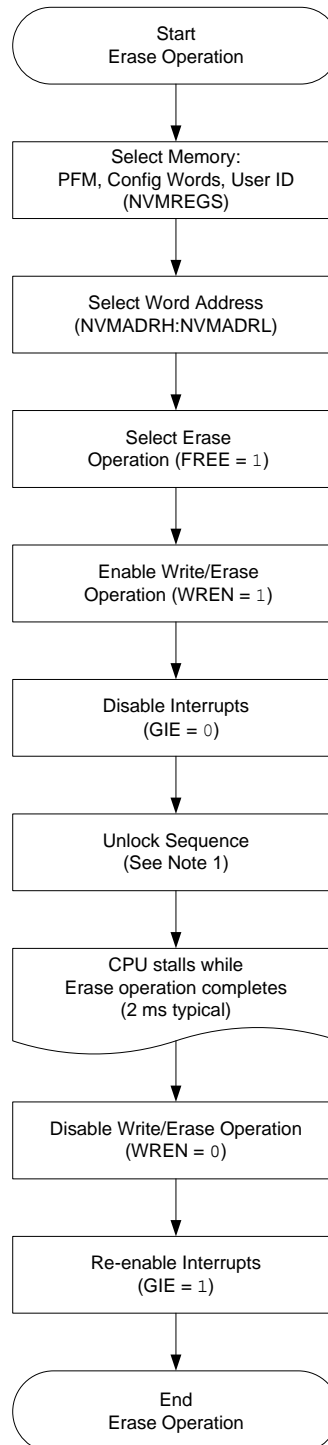 Start
Erase Operation
Select Memory:
PFM, Config Words, User ID
(NVMREGS)
Select Word Address
(NVMADRH:NVMADRL)
Select Erase
Operation (FREE = 1)
Enable Write/Erase
Operation (WREN = 1)
Disable Interrupts
(GIE = 0)
Unlock Sequence
(See Note 1)
CPU stalls while
Erase operation completes
(2 ms typical)
Disable Write/Erase Operation
(WREN = 0)
Re-enable Interrupts
(GIE = 1)
End
Erase Operation